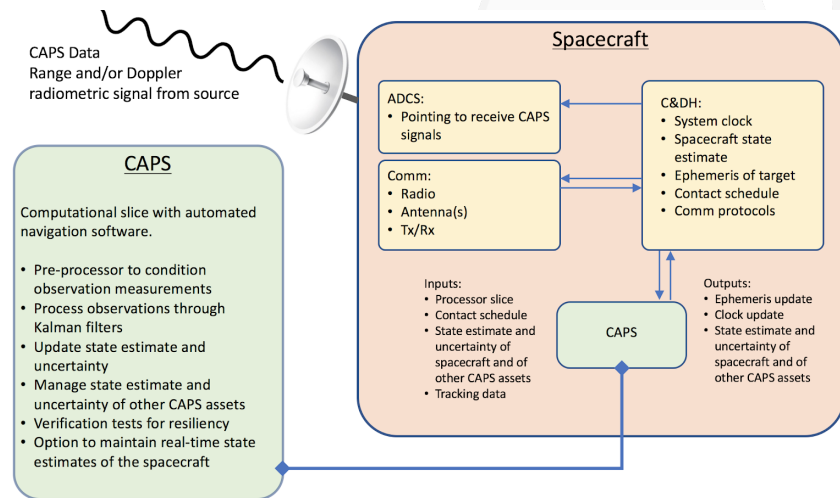 CAPS Data
Range and/or Doppler
radiometric signal from source
CAPS
Computational slice with automated
navigation software.
• Pre-processor to condition
observation measurements
• Process observations through
Kalman filters
• Update state estimate and
uncertainty
• Manage state estimate and
uncertainty of other CAPS assets
• Verification tests for resiliency
• Option to maintain real-time state
estimates of the spacecraft
Spacecraft
ADCS:
• Pointing to receive CAPS
signals
Comm:
• Radio
• Antenna(s)
• Tx/Rx
C&DH:
• System clock
• Spacecraft state
estimate
• Ephemeris of target
• Contact schedule
• Comm protocols
Inputs:
• Processor slice
• Contact schedule
• State estimate and
uncertainty of
spacecraft and of
other CAPS assets
• Tracking data
CAPS
Outputs:
• Ephemeris update
• Clock update
• State estimate and
uncertainty of
spacecraft and of
other CAPS assets